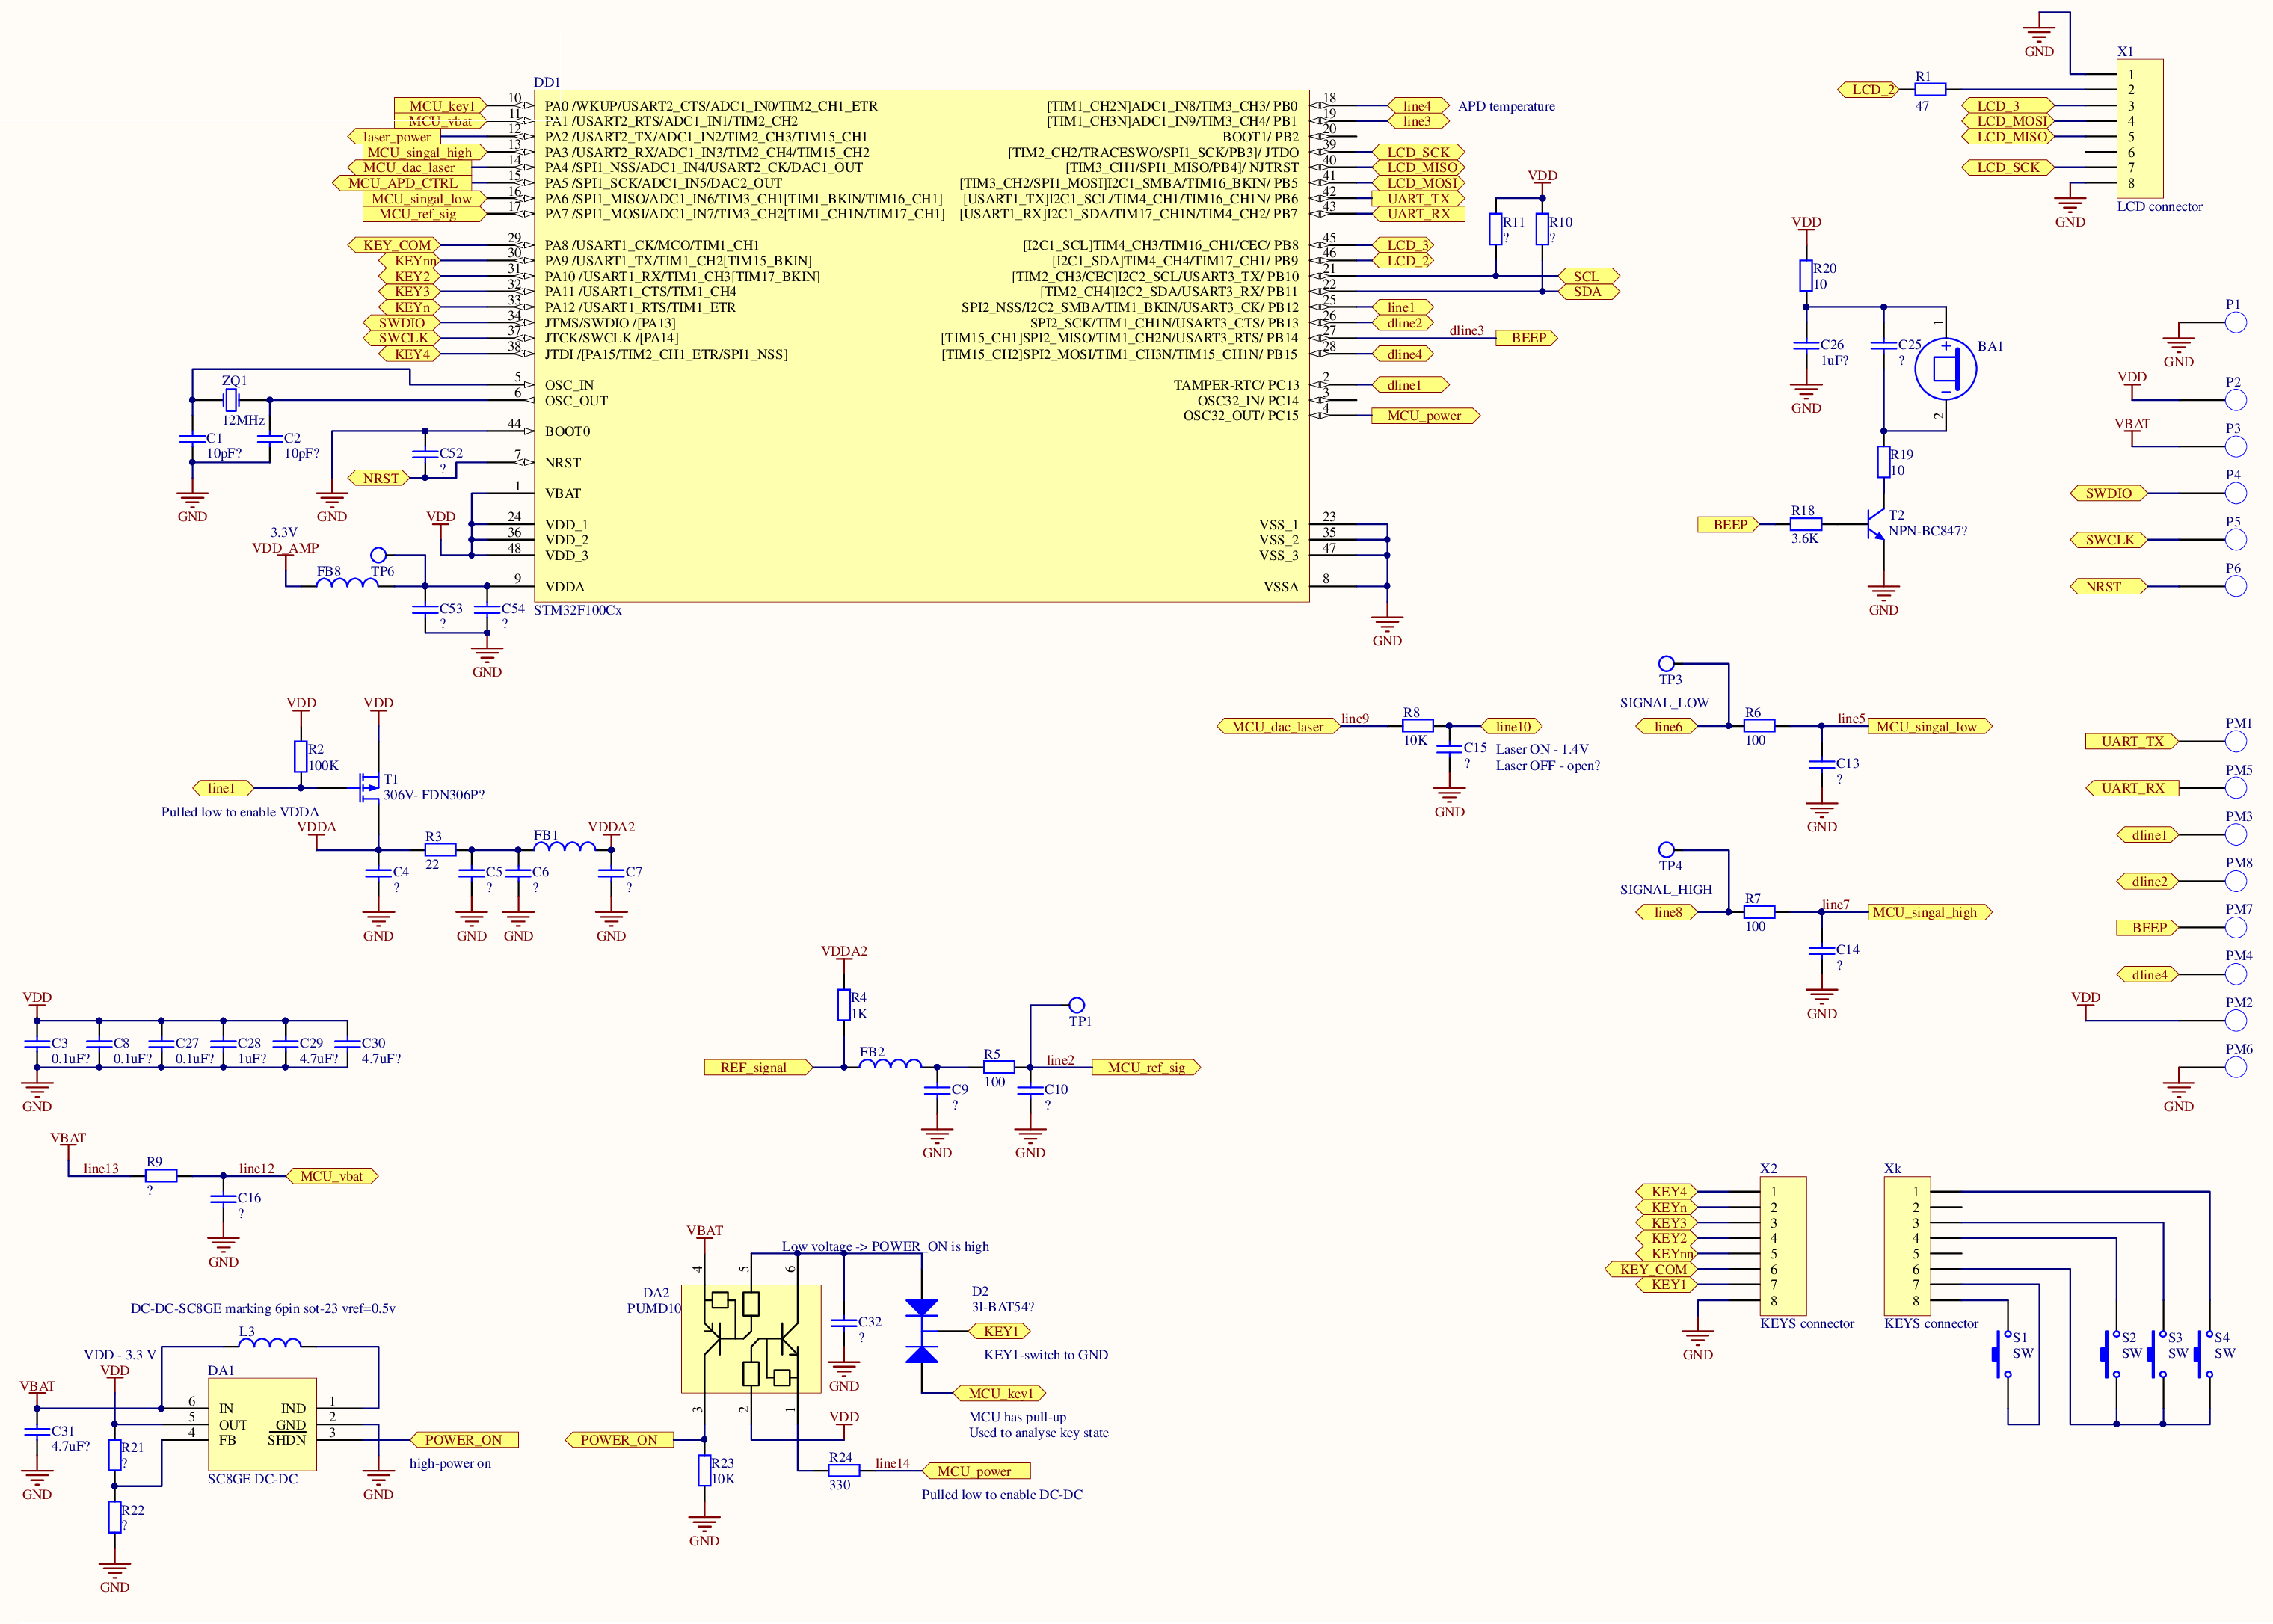 DD1
MCU_key1 10 PA0 /WKUP/USART2_CTS/ADC1_IN0/TIM2_CH1_ETR
MCU_vbat 11 PA1 /USART2_RTS/ADC1_IN1/TIM2_CH2
laser_power 12 PA2 /USART2_TX/ADC1_IN2/TIM2_CH3/TIM15_CH1
MCU_singal_high 13 PA3 /USART2_RX/ADC1_IN3/TIM2_CH4/TIM15_CH2
MCU_dac_laser 14 PA4 /SPI1_NSS/ADC1_IN4/USART2_CK/DAC1_OUT
MCU_APD_CTRL 15 PA5 /SPI1_SCK/ADC1_IN5/DAC2_OUT
MCU_singal_low 16 PA6 /SPI1_MISO/ADC1_IN6/TIM3_CH1[TIM1_BKIN/TIM16_CH1]
MCU_ref_sig 17 PA7 /SPI1_MOSI/ADC1_IN7/TIM3_CH2[TIM1_CH1N/TIM17_CH1]
KEY_COM 29 PA8 /USART1_CK/MCO/TIM1_CH1
KEYnn 30 PA9 /USART1_TX/TIM1_CH2[TIM15_BKIN]
KEY2 31 PA10 /USART1_RX/TIM1_CH3[TIM17_BKIN]
KEY3 32 PA11 /USART1_CTS/TIM1_CH4
KEYn 33 PA12 /USART1_RTS/TIM1_ETR
SWDIO 34 JTMS/SWDIO /[PA13]
SWCLK 37 JTCK/SWCLK /[PA14]
KEY4 38 JTDI /[PA15/TIM2_CH1_ETR/SPI1_NSS]
5 OSC_IN
6 OSC_OUT
44 BOOT0
7 NRST
1 VBAT
24 VDD_1
36 VDD_2
48 VDD_3
9 VDDA
STM32F100Cx
[TIM1_CH2N]ADC1_IN8/TIM3_CH3/ PB0 18 line4 APD temperature
[TIM1_CH3N]ADC1_IN9/TIM3_CH4/ PB1 19 line3
BOOT1/ PB2 20
[TIM2_CH2/TRACESWO/SPI1_SCK/PB3]/ JTDO 39 LCD_SCK
[TIM3_CH1/SPI1_MISO/PB4]/ NJTRST 40 LCD_MISO
[TIM3_CH2/SPI1_MOSI]I2C1_SMBA/TIM16_BKIN/ PB5 41 LCD_MOSI
[USART1_TX]I2C1_SCL/TIM4_CH1/TIM16_CH1N/ PB6 42 UART_TX
[USART1_RX]I2C1_SDA/TIM17_CH1N/TIM4_CH2/ PB7 43 UART_RX
[I2C1_SCL]TIM4_CH3/TIM16_CH1/CEC/ PB8 45 LCD_3
[I2C1_SDA]TIM4_CH4/TIM17_CH1/ PB9 46 LCD_2
[TIM2_CH3/CEC]I2C2_SCL/USART3_TX/ PB10 21 SCL
[TIM2_CH4]I2C2_SDA/USART3_RX/ PB11 22 SDA
SPI2_NSS/I2C2_SMBA/TIM1_BKIN/USART3_CK/ PB12 25 line1
SPI2_SCK/TIM1_CH1N/USART3_CTS/ PB13 26 dline2
[TIM15_CH1]SPI2_MISO/TIM1_CH2N/USART3_RTS/ PB14 27 dline3 BEEP
[TIM15_CH2]SPI2_MOSI/TIM1_CH3N/TIM15_CH1N/ PB15 28 dline4
TAMPER-RTC/ PC13 2 dline1
OSC32_IN/ PC14 3
OSC32_OUT/ PC15 4 MCU_power
VSS_1 23
VSS_2 35
VSS_3 47
VSSA 8
GND
VDD
R11
?
R10
?
ZQ1
12MHz
C1
10pF?
C2
10pF?
GND
GND
C52
?
NRST
VDD
3.3V
VDD_AMP
FB8
TP6
C53
?
C54
?
GND
GND
X1
LCD_2 R1
47
LCD_3
LCD_MOSI
LCD_MISO
LCD_SCK
1
2
3
4
5
6
7
8
GND
LCD connector
VDD
R20
10
C26
1uF?
GND
C25
?
1
2
BA1
R19
10
BEEP
R18
3.6K
T2
NPN-BC847?
GND
P1
GND
VDD
P2
VBAT
P3
SWDIO P4
SWCLK P5
NRST P6
VDD
VDD
R2
100K
line1
T1
306V- FDN306P?
Pulled low to enable VDDA
VDDA
R3
22
FB1
VDDA2
C4
?
C5
?
C6
?
C7
?
GND
GND
GND
GND
MCU_dac_laser line9 R8
10K
line10
C15
?
Laser ON - 1.4V
Laser OFF - open?
GND
TP3
SIGNAL_LOW
line6
R6
100
line5 MCU_singal_low
C13
?
GND
TP4
SIGNAL_HIGH
line8
R7
100
line7 MCU_singal_high
C14
?
GND
UART_TX PM1
UART_RX PM5
dline1 PM3
dline2 PM8
BEEP PM7
dline4 PM4
VDD PM2
PM6
GND
VDD
C3
0.1uF?
C8
0.1uF?
C27
0.1uF?
C28
1uF?
C29
4.7uF?
C30
4.7uF?
GND
VDDA2
R4
1K
REF_signal
FB2
C9
?
R5
100
TP1
line2 MCU_ref_sig
C10
?
GND
GND
VBAT
line13 R9
?
line12 MCU_vbat
C16
?
GND
DC-DC-SC8GE marking 6pin sot-23 vref=0.5v
L3
VDD - 3.3 V
VDD
VBAT
DA1
6 IN IND 1
5 OUT GND 2
4 FB SHDN 3
SC8GE DC-DC
C31
4.7uF?
GND
R21
?
R22
?
GND
GND
POWER_ON
high-power on
VBAT
Low voltage -> POWER_ON is high
4
5
6
DA2
PUMD10
3
2
1
POWER_ON
R23
10K
GND
C32
?
GND
D2
3I-BAT54?
KEY1
KEY1-switch to GND
MCU_key1
MCU has pull-up
Used to analyse key state
VDD
R24
330
line14 MCU_power
Pulled low to enable DC-DC
X2
KEY4 1
KEYn 2
KEY3 3
KEY2 4
KEYnn 5
KEY_COM 6
KEY1 7
8
GND
KEYS connector
Xk
1
2
3
4
5
6
7
8
KEYS connector
S1
SW
S2
SW
S3
SW
S4
SW